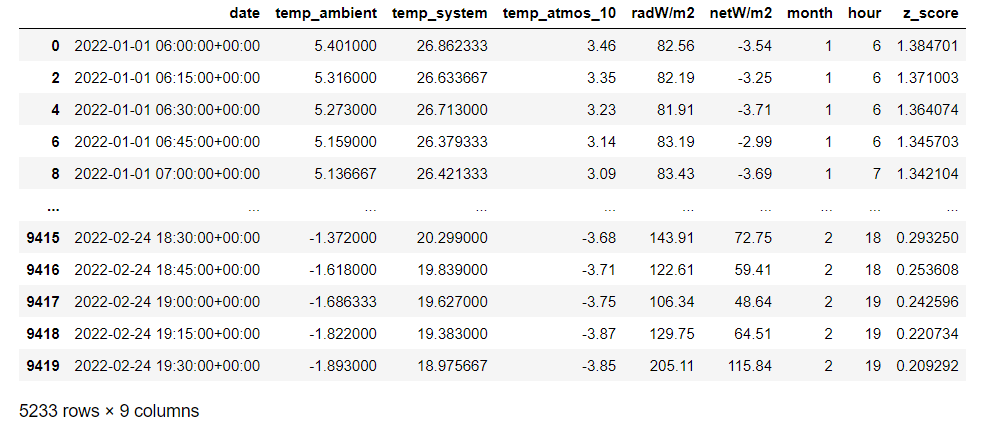 date temp_ambient temp_system temp_atmos_10 radW/m2 netW/m2 month hour z_score
0 2022-01-01 06:00:00+00:00 5.401000 26.862333 3.46 82.56 -3.54 1 6 1.384701
2 2022-01-01 06:15:00+00:00 5.316000 26.633667 3.35 82.19 -3.25 1 6 1.371003
4 2022-01-01 06:30:00+00:00 5.273000 26.713000 3.23 81.91 -3.71 1 6 1.364074
6 2022-01-01 06:45:00+00:00 5.159000 26.379333 3.14 83.19 -2.99 1 6 1.345703
8 2022-01-01 07:00:00+00:00 5.136667 26.421333 3.09 83.43 -3.69 1 7 1.342104
... ... ... ... ... ... ... ... ... ...
9415 2022-02-24 18:30:00+00:00 -1.372000 20.299000 -3.68 143.91 72.75 2 18 0.293250
9416 2022-02-24 18:45:00+00:00 -1.618000 19.839000 -3.71 122.61 59.41 2 18 0.253608
9417 2022-02-24 19:00:00+00:00 -1.686333 19.627000 -3.75 106.34 48.64 2 19 0.242596
9418 2022-02-24 19:15:00+00:00 -1.822000 19.383000 -3.87 129.75 64.51 2 19 0.220734
9419 2022-02-24 19:30:00+00:00 -1.893000 18.975667 -3.85 205.11 115.84 2 19 0.209292
5233 rows × 9 columns